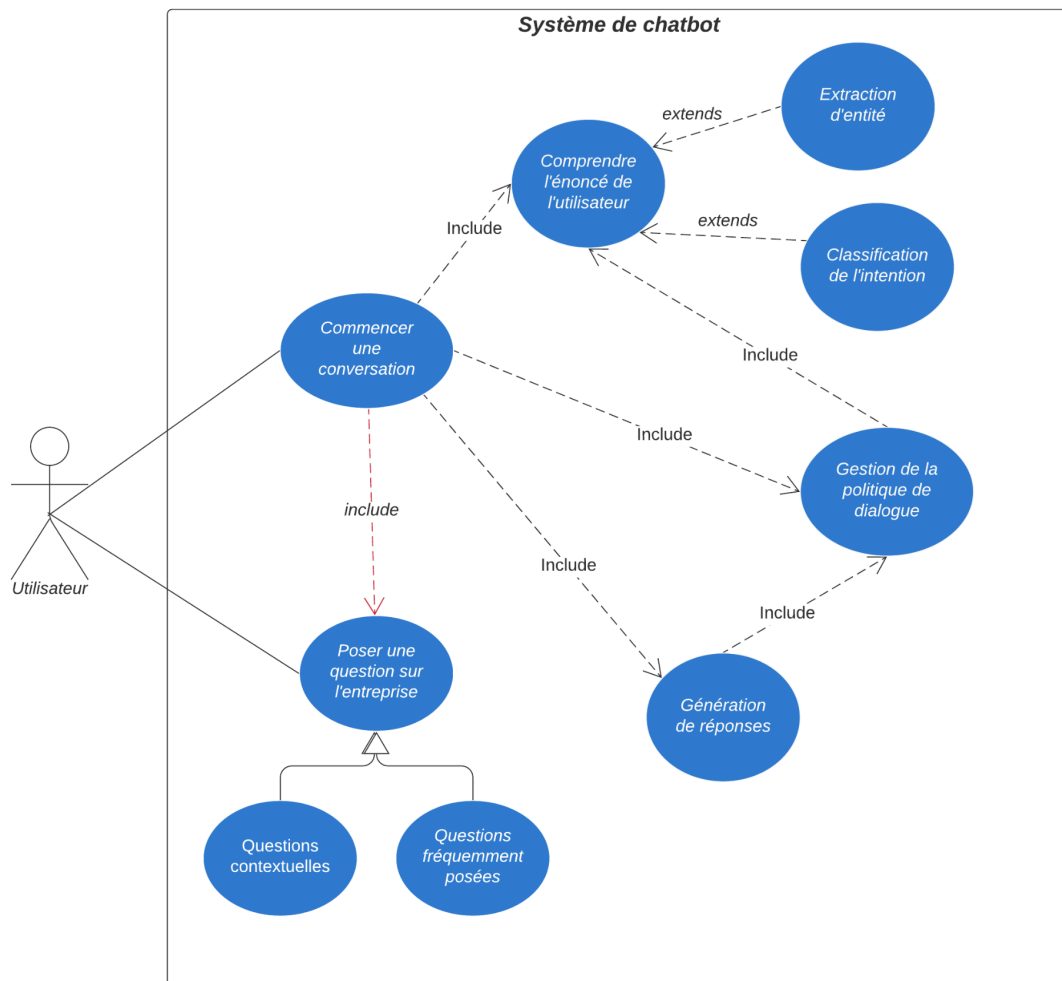 Système de chatbot
Extraction
d'entité
extends
Comprendre
l'énoncé de
l'utilisateur
Include
extends
Classification
de l'intention
Commencer
une
conversation
Include
Include
Gestion de la
politique de
dialogue
include
Include
Utilisateur
Include
Poser une
question sur
l'entreprise
Génération
de réponses
Questions
contextuelles
Questions
fréquemment
posées